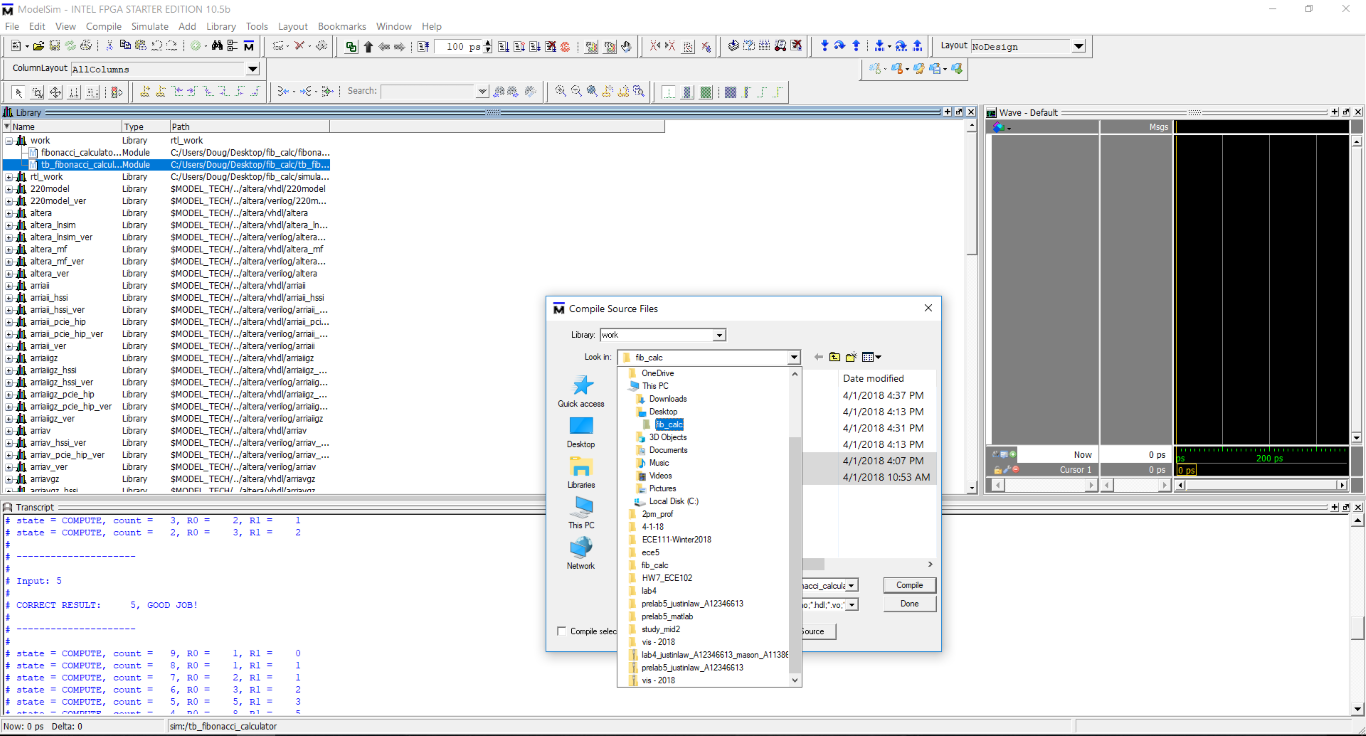 ModelSim - INTEL FPGA STARTER EDITION 10.5b
File Edit View Compile Simulate Add Library Tools Layout Bookmarks Window Help
100 ps
Layout NoDesign
ColumnLayout AllColumns
Search:
Library
Name Type Path
work Library rtl_work
fibonacci_calculato... Module C:/Users/Doug/Desktop/fib_calc/fibona...
tb_fibonacci_calcul... Module C:/Users/Doug/Desktop/fib_calc/tb_fib...
rtl_work Library C:/Users/Doug/Desktop/fib_calc/simula...
220model Library $MODEL_TECH/../altera/vhdl/220model
220model_ver Library $MODEL_TECH/../altera/verilog/220m...
altera Library $MODEL_TECH/../altera/vhdl/altera
altera_lnsim Library $MODEL_TECH/../altera/vhdl/altera_ln...
altera_lnsim_ver Library $MODEL_TECH/../altera/verilog/altera...
altera_mf Library $MODEL_TECH/../altera/vhdl/altera_mf
altera_mf_ver Library $MODEL_TECH/../altera/verilog/altera...
altera_ver Library $MODEL_TECH/../altera/verilog/altera
arriaii Library $MODEL_TECH/../altera/vhdl/arriaii
arriaii_hssi Library $MODEL_TECH/../altera/vhdl/arriaii_hssi
arriaii_hssi_ver Library $MODEL_TECH/../altera/verilog/arriaii_...
arriaii_pcie_hip Library $MODEL_TECH/../altera/vhdl/arriaii_pci...
arriaii_pcie_hip_ver Library $MODEL_TECH/../altera/verilog/arriaii_...
arriaii_ver Library $MODEL_TECH/../altera/verilog/arriaii
arriaiigz Library $MODEL_TECH/../altera/vhdl/arriaiigz
arriaiigz_hssi Library $MODEL_TECH/../altera/vhdl/arriaiigz_...
arriaiigz_hssi_ver Library $MODEL_TECH/../altera/verilog/arriaiig...
arriaiigz_pcie_hip Library $MODEL_TECH/../altera/vhdl/arriaiigz_...
arriaiigz_pcie_hip_ver Library $MODEL_TECH/../altera/verilog/arriaiig...
arriaiigz_ver Library $MODEL_TECH/../altera/verilog/arriaiigz
arriav Library $MODEL_TECH/../altera/vhdl/arriav
arriav_hssi_ver Library $MODEL_TECH/../altera/verilog/arriav_...
arriav_pcie_hip_ver Library $MODEL_TECH/../altera/verilog/arriav_...
arriav_ver Library $MODEL_TECH/../altera/verilog/arriav
arriavgz Library $MODEL_TECH/../altera/vhdl/arriavgz
arriavgz_hssi Library $MODEL_TECH/../altera/vhdl/arriavgz
Wave - Default
Msgs
Now 0 ps
Cursor 1 0 ps
ps 200 ps
0 ps
Compile Source Files
Library: work
Look in: fib_calc
Quick access
Desktop
Libraries
This PC
Network
OneDrive
This PC
Downloads
Desktop
fib_calc
3D Objects
Documents
Music
Videos
Pictures
Local Disk (C:)
2pm_prof
4-1-18
ECE111-Winter2018
ece5
fib_calc
HW7_ECE102
lab4
prelab5_justinlaw_A12346613
prelab5_matlab
study_mid2
vis - 2018
lab4_justinlaw_A12346613_mason_A11386
prelab5_justinlaw_A12346613
vis - 2018
Date modified
4/1/2018 4:37 PM
4/1/2018 4:13 PM
4/1/2018 4:31 PM
4/1/2018 4:13 PM
4/1/2018 4:07 PM
4/1/2018 10:53 AM
nacci_calcula Compile
vo;*.hdl;*.vo;* Done
Compile selec ource
Transcript
# state = COMPUTE, count = 3, R0 = 2, R1 = 1
# state = COMPUTE, count = 2, R0 = 3, R1 = 2
#
# ---------------------
#
# Input: 5
#
# CORRECT RESULT: 5, GOOD JOB!
#
# ---------------------
#
# state = COMPUTE, count = 9, R0 = 1, R1 = 0
# state = COMPUTE, count = 8, R0 = 1, R1 = 1
# state = COMPUTE, count = 7, R0 = 2, R1 = 1
# state = COMPUTE, count = 6, R0 = 3, R1 = 2
# state = COMPUTE, count = 5, R0 = 5, R1 = 3
# state = COMPUTE, count = 4, R0 = 8, R1 = 5
Now: 0 ps Delta: 0 sim:/tb_fibonacci_calculator